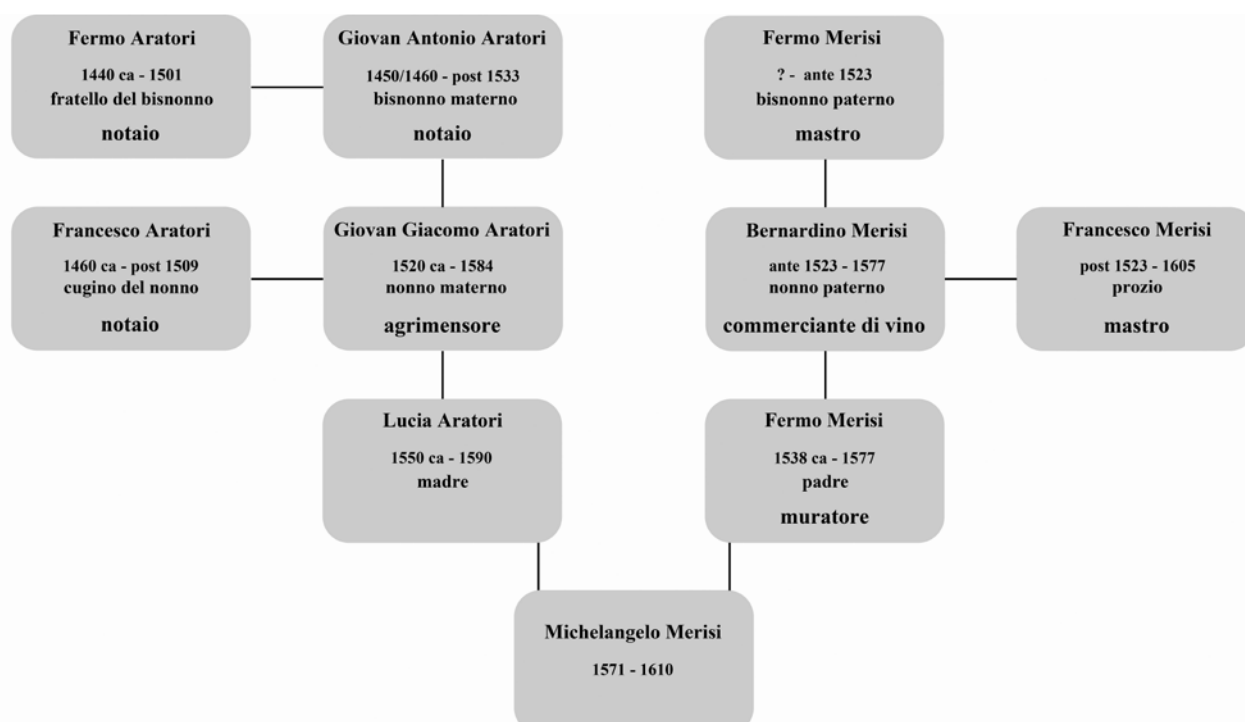 Fermo Aratori
1440 ca - 1501
fratello del bisnonno
notaio
Giovan Antonio Aratori
1450/1460 - post 1533
bisnonno materno
notaio
Fermo Merisi
? - ante 1523
bisnonno paterno
mastro
Francesco Aratori
1460 ca - post 1509
cugino del nonno
notaio
Giovan Giacomo Aratori
1520 ca - 1584
nonno materno
agrimensore
Bernardino Merisi
ante 1523 - 1577
nonno paterno
commerciante di vino
Francesco Merisi
post 1523 - 1605
prozio
mastro
Lucia Aratori
1550 ca - 1590
madre
Fermo Merisi
1538 ca - 1577
padre
muratore
Michelangelo Merisi
1571 - 1610